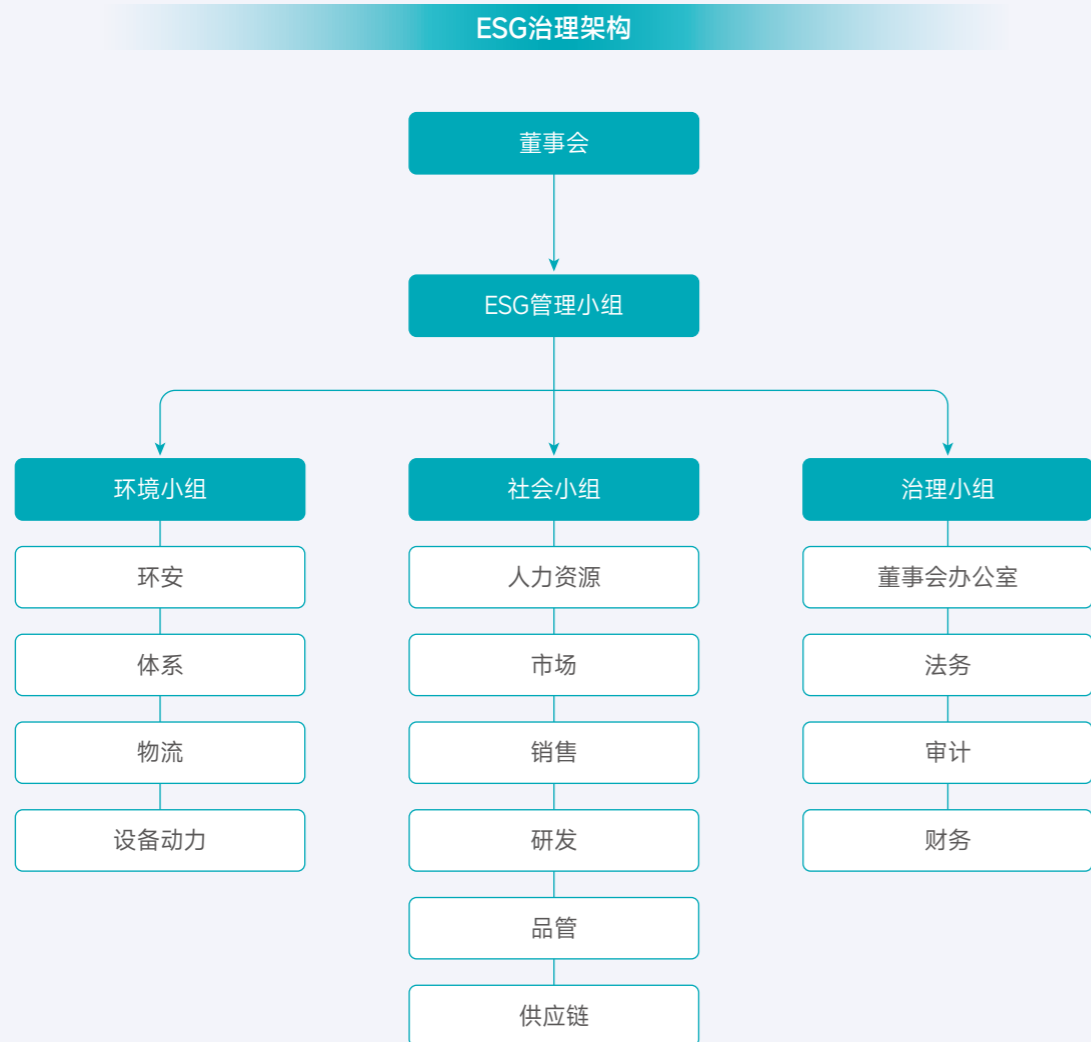 ESG治理架构
董事会
ESG管理小组
环境小组
环安
体系
物流
设备动力
社会小组
人力资源
市场
销售
研发
品管
供应链
治理小组
董事会办公室
法务
审计
财务